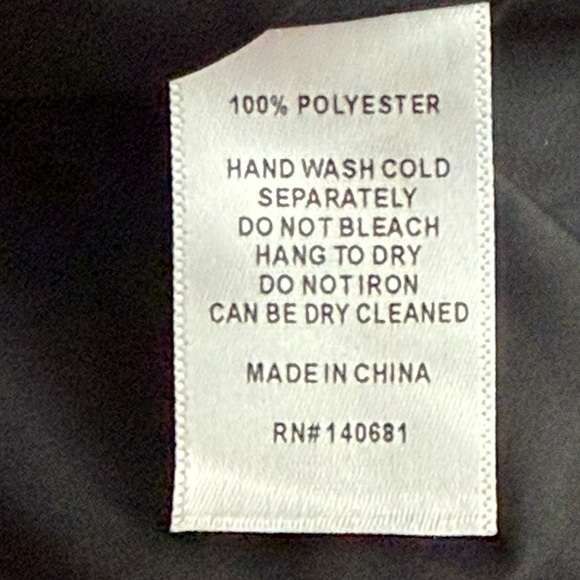 100% POLYESTER
HAND WASH COLD
SEPARATELY
DO NOT BLEACH
HANG TO DRY
DO NOT IRON
CAN BE DRY CLEANED
MADE IN CHINA
RN#140681